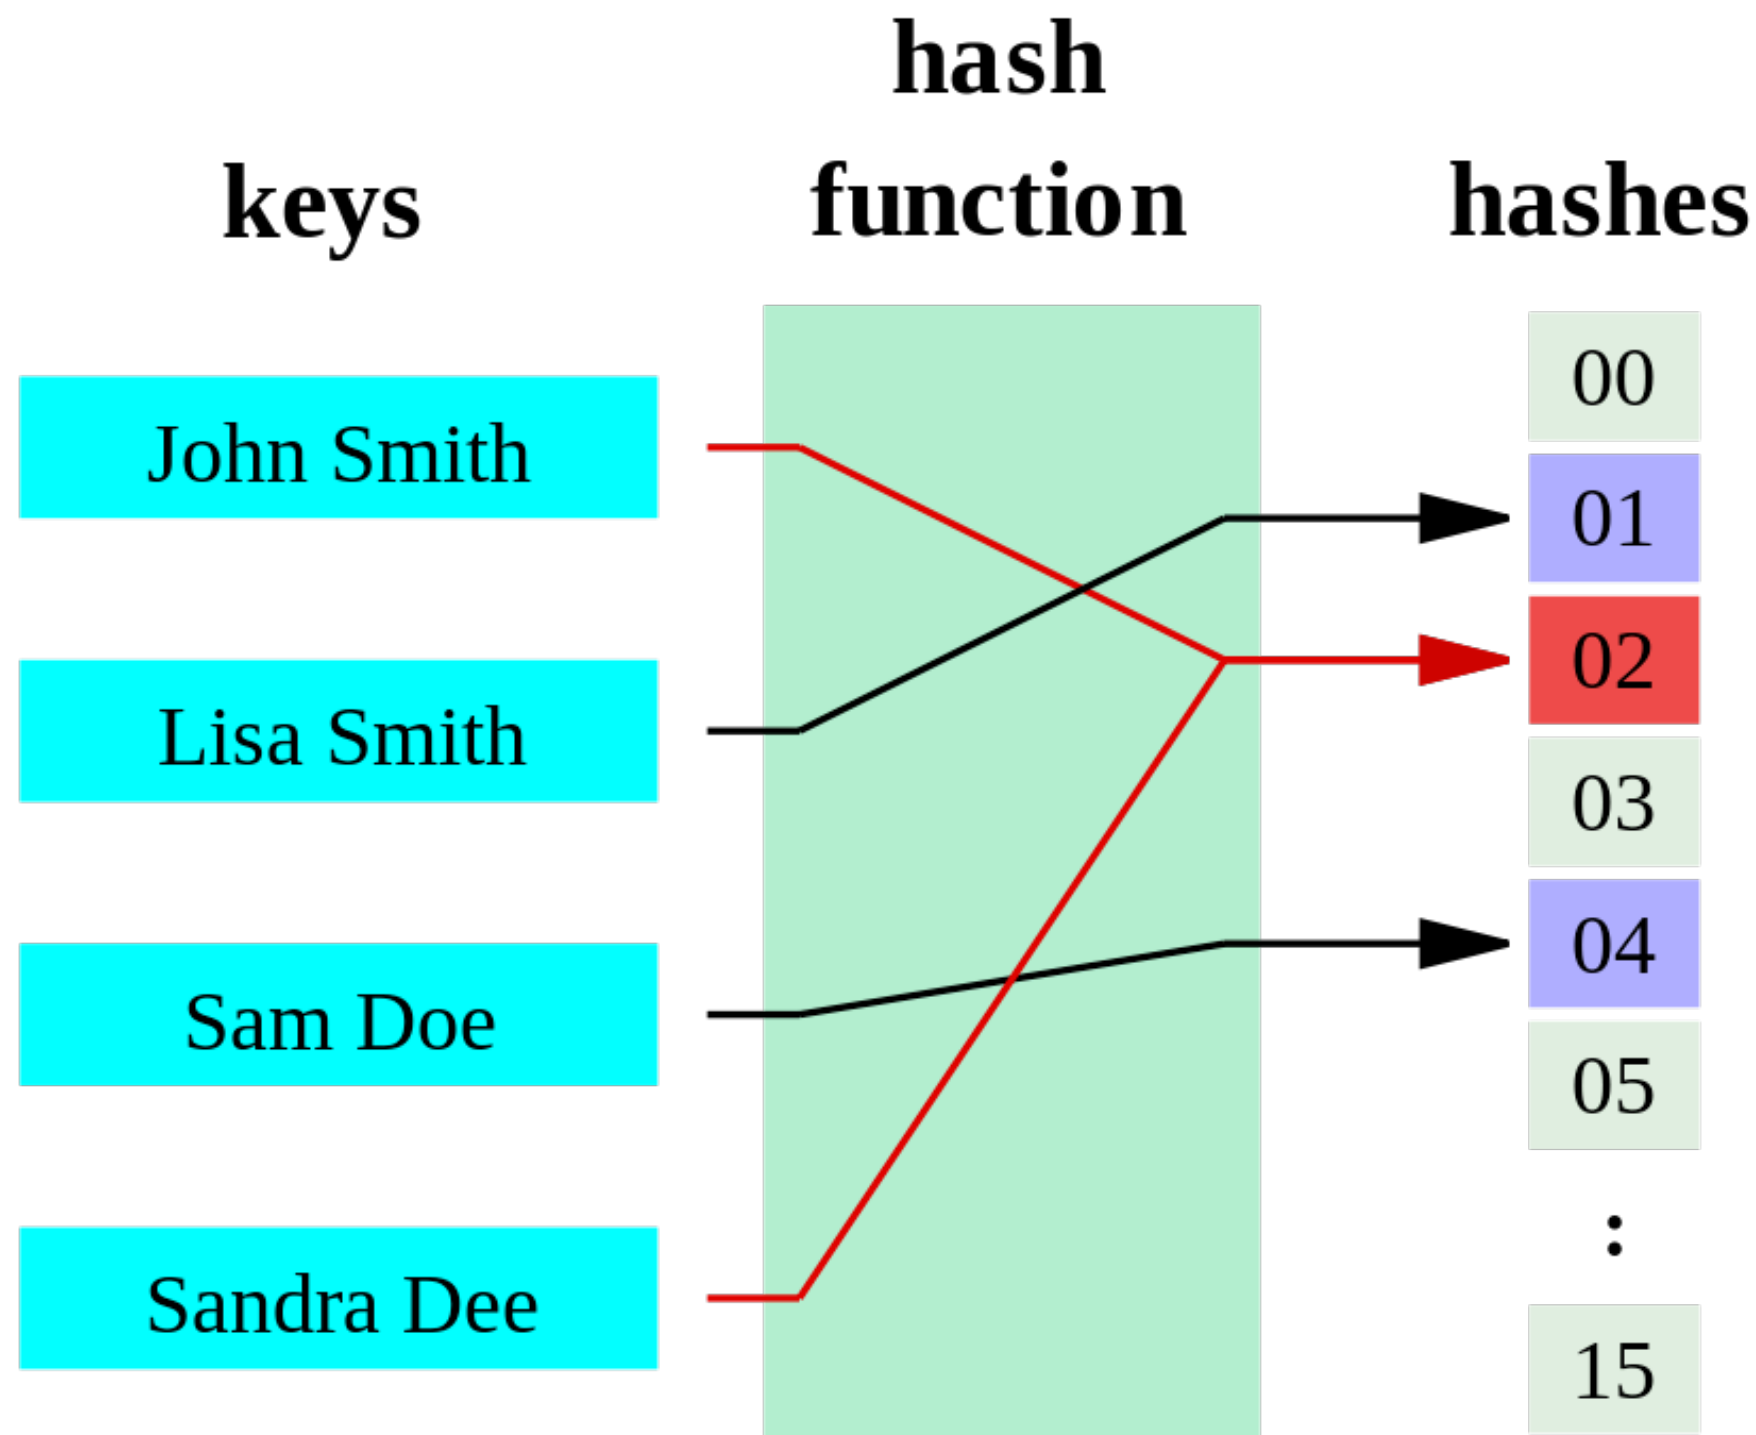 hash
function
keys
hashes
John Smith
Lisa Smith
Sam Doe
Sandra Dee
00
01
02
03
04
05
:
15